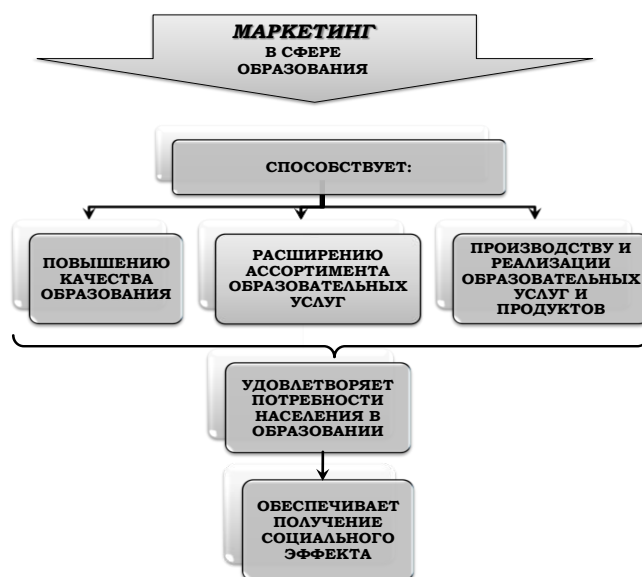 МАРКЕТИНГ
В СФЕРЕ
ОБРАЗОВАНИЯ
СПОСОБСТВУЕТ:
ПОВЫШЕНИЮ
КАЧЕСТВА
ОБРАЗОВАНИЯ
РАСШИРЕНИЮ
АССОРТИМЕНТА
ОБРАЗОВАТЕЛЬНЫХ
УСЛУГ
ПРОИЗВОДСТВУ И
РЕАЛИЗАЦИИ
ОБРАЗОВАТЕЛЬНЫХ
УСЛУГ И
ПРОДУКТОВ
УДОВЛЕТВОРЯЕТ
ПОТРЕБНОСТИ
НАСЕЛЕНИЯ В
ОБРАЗОВАНИИ
ОБЕСПЕЧИВАЕТ
ПОЛУЧЕНИЕ
СОЦИАЛЬНОГО
ЭФФЕКТА